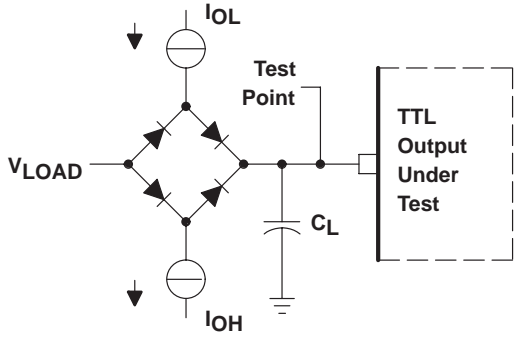 IOL
Test
Point
TTL
Output
Under
Test
VLOAD
CL
IOH